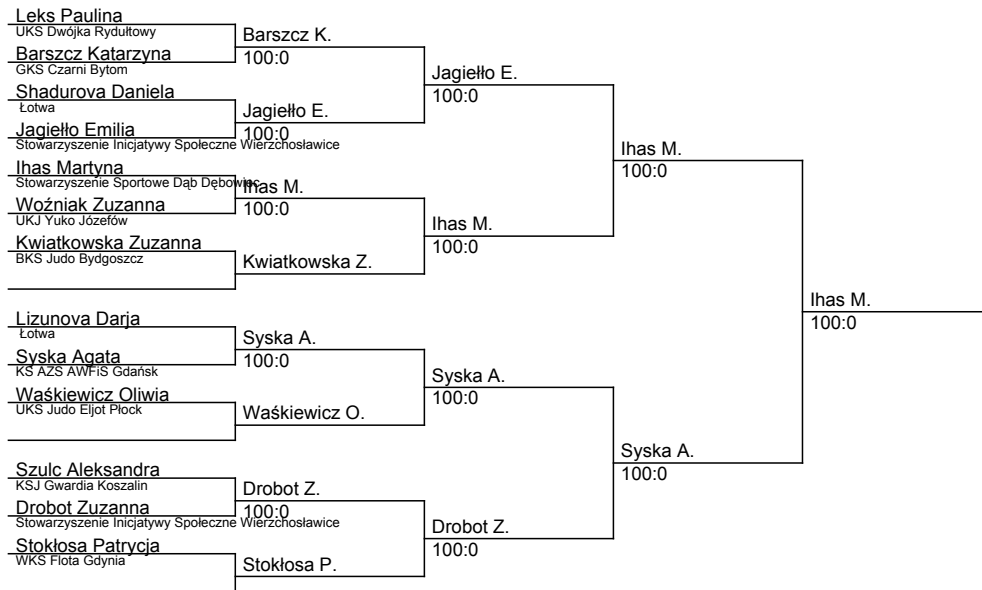 Leks Paulina
UKS Dwójka Rydułtowy
Barszcz Katarzyna
GKS Czarni Bytom
Shadurova Daniela
Łotwa
Jagiełło Emilia
Stowarzyszenie Inicjatywy Społeczne Wierzchosławice
Ihas Martyna
Stowarzyszenie Sportowe Dąb Dębowiec
Woźniak Zuzanna
UKJ Yuko Józefów
Kwiatkowska Zuzanna
BKS Judo Bydgoszcz
Lizunova Darja
Łotwa
Syska Agata
KS AZS AWFiS Gdańsk
Waśkiewicz Oliwia
UKS Judo Eljot Płock
Szulc Aleksandra
KSJ Gwardia Koszalin
Drobot Zuzanna
Stowarzyszenie Inicjatywy Społeczne Wierzchosławice
Stokłosa Patrycja
WKS Flota Gdynia
Barszcz K.
100:0
Jagiełło E.
100:0
Ihas M.
100:0
Kwiatkowska Z.
Syska A.
100:0
Waśkiewicz O.
Drobot Z.
100:0
Stokłosa P.
Jagiełło E.
100:0
Ihas M.
100:0
Syska A.
100:0
Drobot Z.
100:0
Ihas M.
100:0
Syska A.
100:0
Ihas M.
100:0